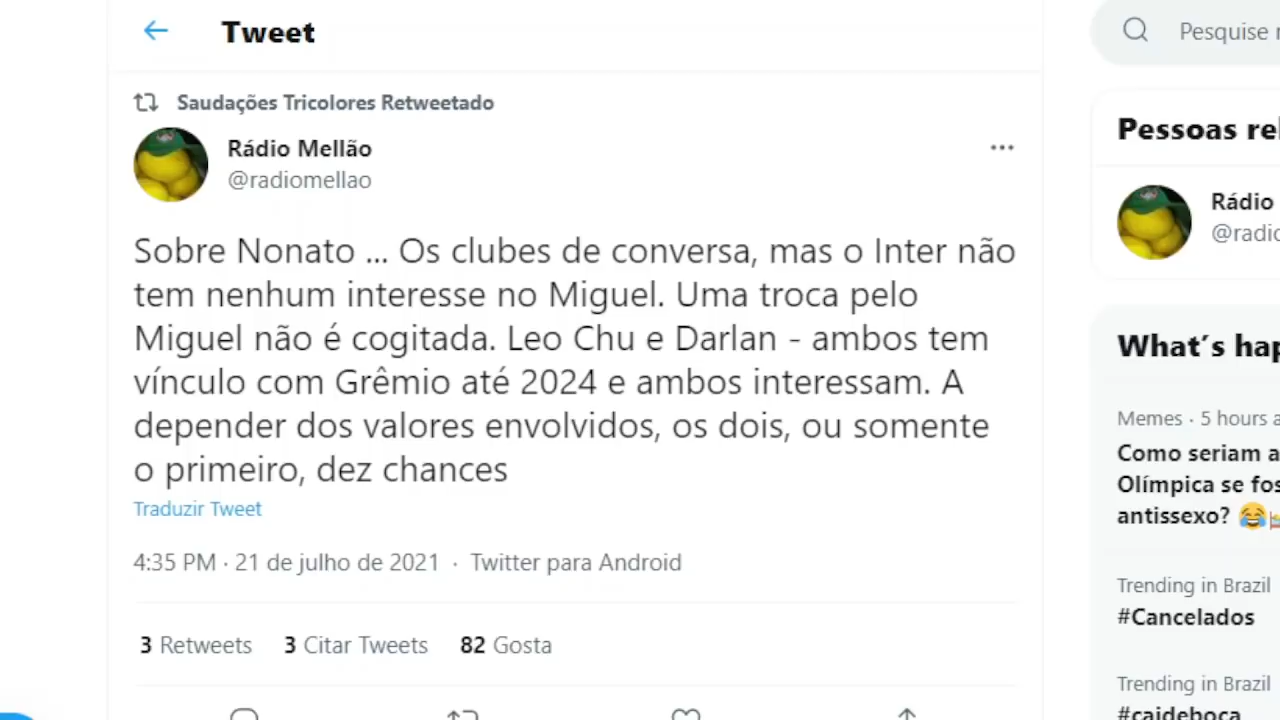 Tweet
Saudações Tricolores Retweetado
Rádio Mellão
@radiomellao
Sobre Nonato ... Os clubes de conversa, mas o Inter não
tem nenhum interesse no Miguel. Uma troca pelo
Miguel não é cogitada. Leo Chu e Darlan - ambos tem
vínculo com Grêmio até 2024 e ambos interessam. A
depender dos valores envolvidos, os dois, ou somente
o primeiro, dez chances
Traduzir Tweet
4:35 PM · 21 de julho de 2021 · Twitter para Android
3 Retweets 3 Citar Tweets 82 Gosta
Pesquise
Pessoas
Rádio
What's
Memes · 5 hours
Como seriam a
Olímpica se
antissexo? 😂
Trending in Brazil
#Cancelados
Trending in Brazil
#caideboca